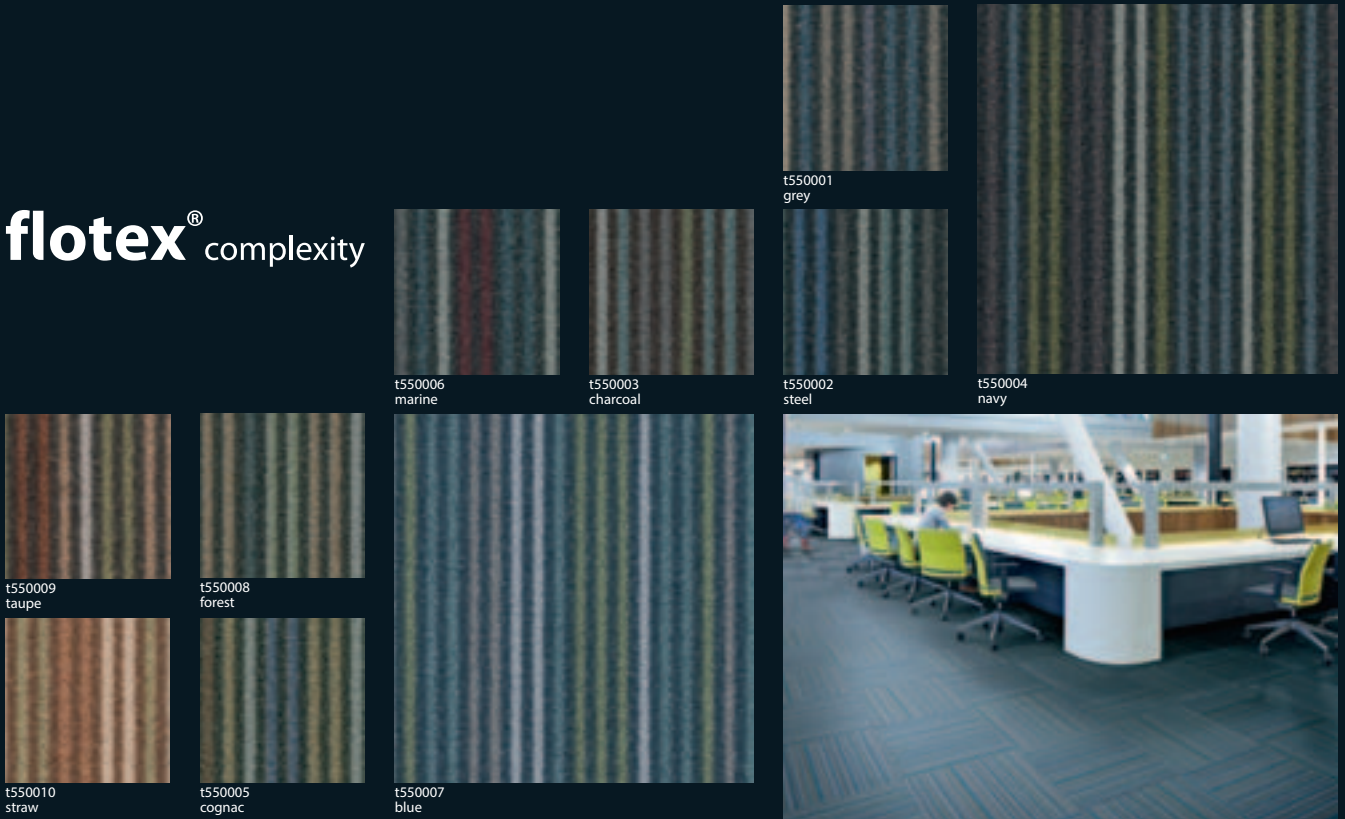 flotex® complexity
t550001
grey
t550006
marine
t550003
charcoal
t550002
steel
t550004
navy
t550009
taupe
t550008
forest
t550010
straw
t550005
cognac
t550007
blue